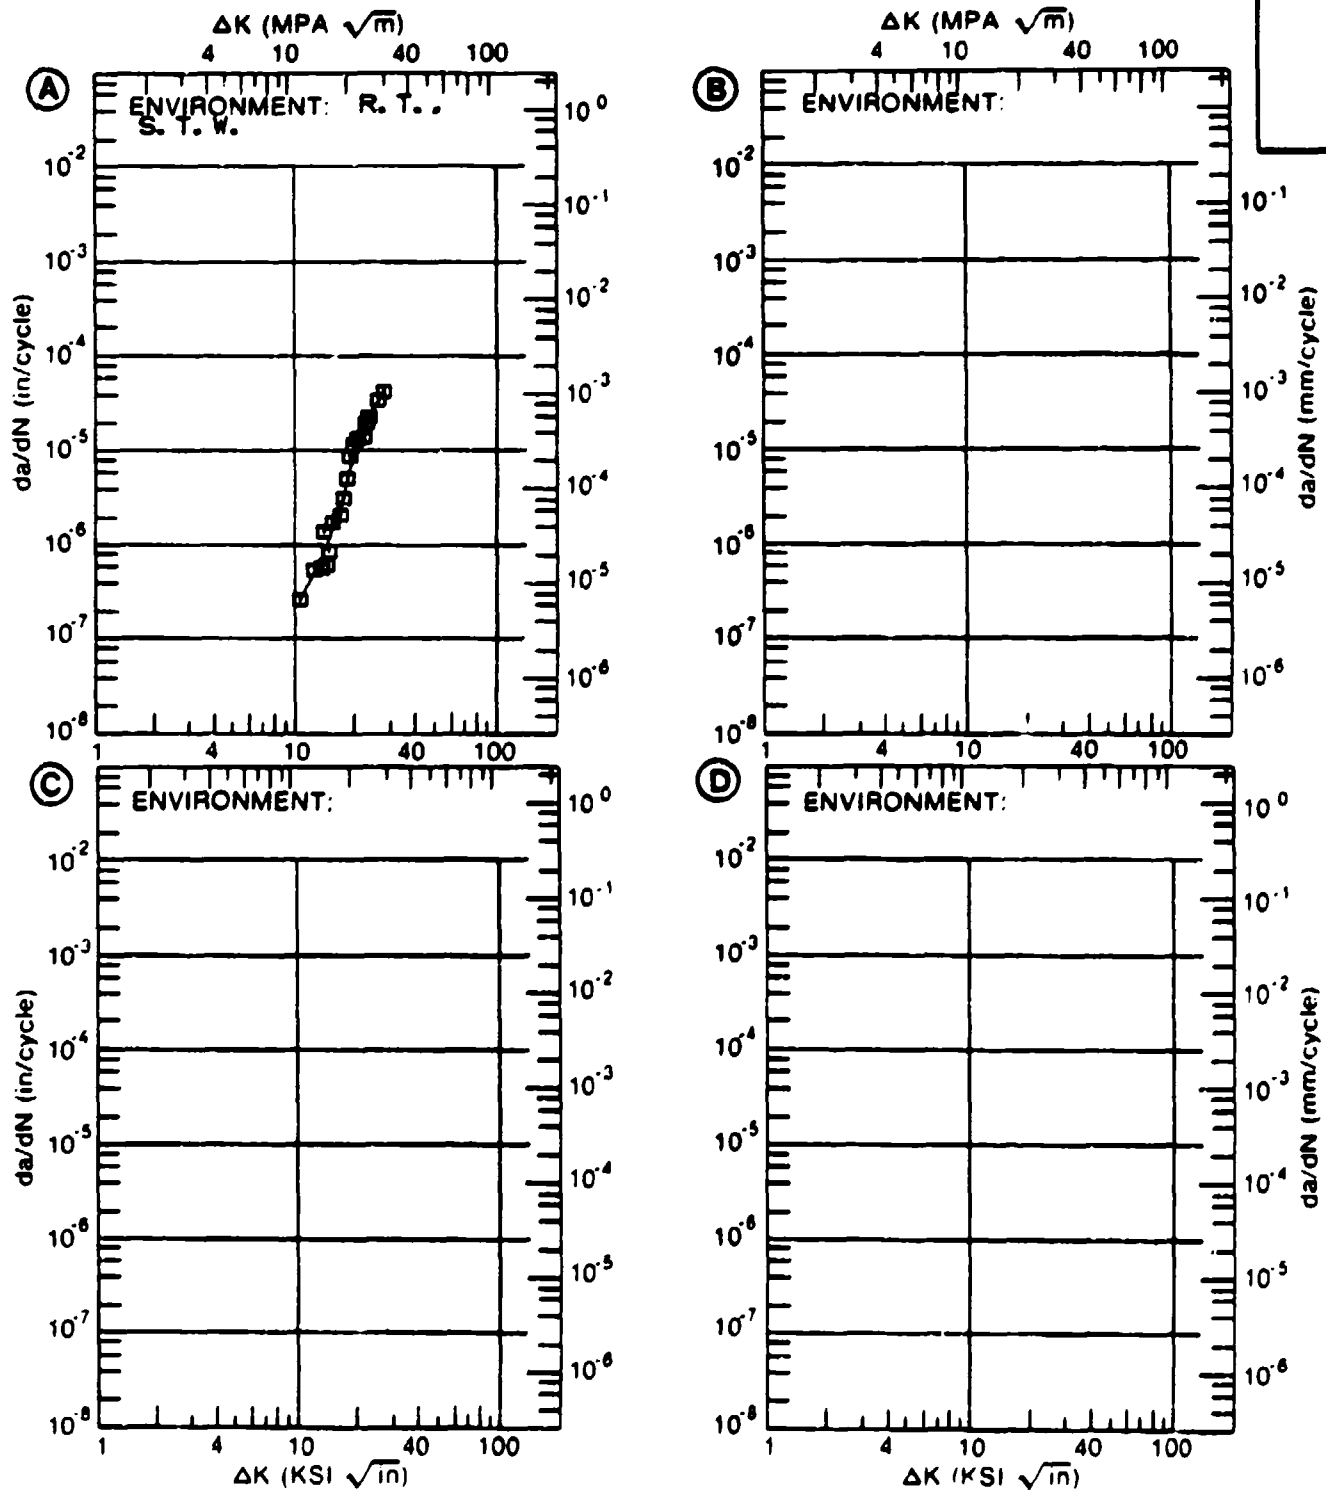 ΔK (MPA √m)
4 10 40 100
A
ENVIRONMENT: R. T. ,
S. T. W.
10⁰
10⁻²
10⁻¹
10⁻³
10⁻²
10⁻⁴
10⁻³
10⁻⁵
10⁻⁴
10⁻⁶
10⁻⁵
10⁻⁷
10⁻⁶
10⁻⁸
da/dN (in/cycle)
1 4 10 40 100
ΔK (MPA √m)
4 10 40 100
B
ENVIRONMENT:
10⁻²
10⁻¹
10⁻³
10⁻²
10⁻⁴
10⁻³
10⁻⁵
10⁻⁴
10⁻⁶
10⁻⁵
10⁻⁷
10⁻⁶
10⁻⁸
da/dN (mm/cycle)
1 4 10 40 100
C
ENVIRONMENT:
10⁰
10⁻²
10⁻¹
10⁻³
10⁻²
10⁻⁴
10⁻³
10⁻⁵
10⁻⁴
10⁻⁶
10⁻⁵
10⁻⁷
10⁻⁶
10⁻⁸
da/dN (in/cycle)
1 4 10 40 100
ΔK (KSI √in)
D
ENVIRONMENT:
10⁰
10⁻²
10⁻¹
10⁻³
10⁻²
10⁻⁴
10⁻³
10⁻⁵
10⁻⁴
10⁻⁶
10⁻⁵
10⁻⁷
10⁻⁶
10⁻⁸
da/dN (mm/cycle)
1 4 10 40 100
ΔK (KSI √in)